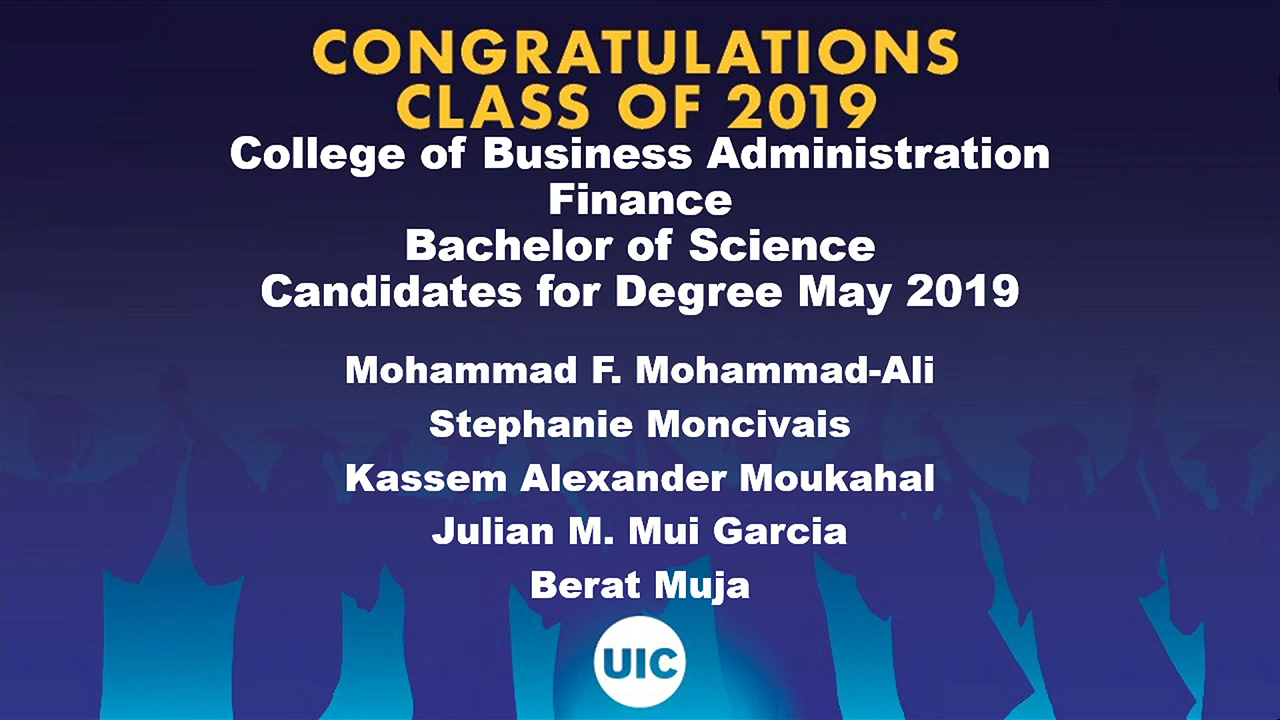 CONGRATULATIONS
CLASS OF 2019
College of Business Administration
Finance
Bachelor of Science
Candidates for Degree May 2019
Mohammad F. Mohammad-Ali
Stephanie Moncivais
Kassem Alexander Moukahal
Julian M. Mui Garcia
Berat Muja
UIC